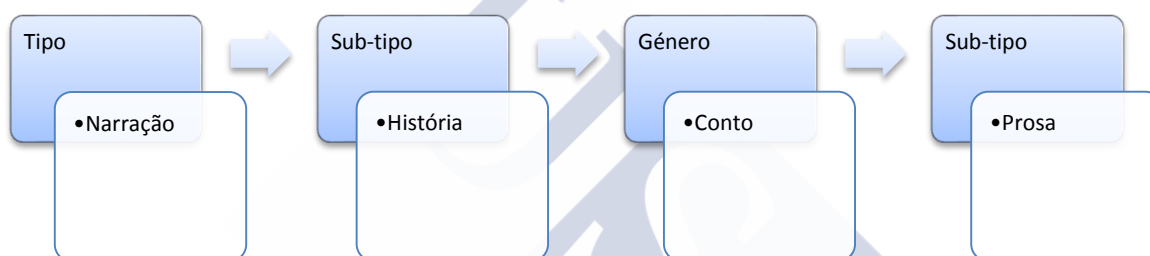 Tipo
•Narração
Sub-tipo
•História
Género
•Conto
Sub-tipo
•Prosa